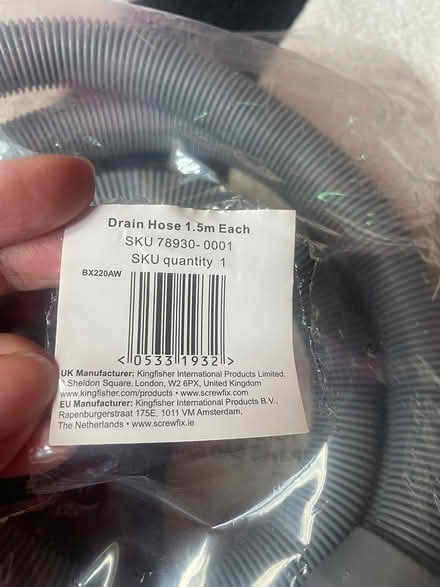 Drain Hose 1.5m Each
SKU 78930-0001
SKU quantity 1
BX220AW
<05331932>
UK Manufacturer: Kingfisher International Products Limited,
Sheldon Square, London, W2 6PX, United Kingdom
www.kingfisher.com/products • www.screwfix.com
EU Manufacturer: Kingfisher International Products B.V.,
Rapenburgerstraat 175E, 1011 VM Amsterdam,
The Netherlands • www.screwfix.ie